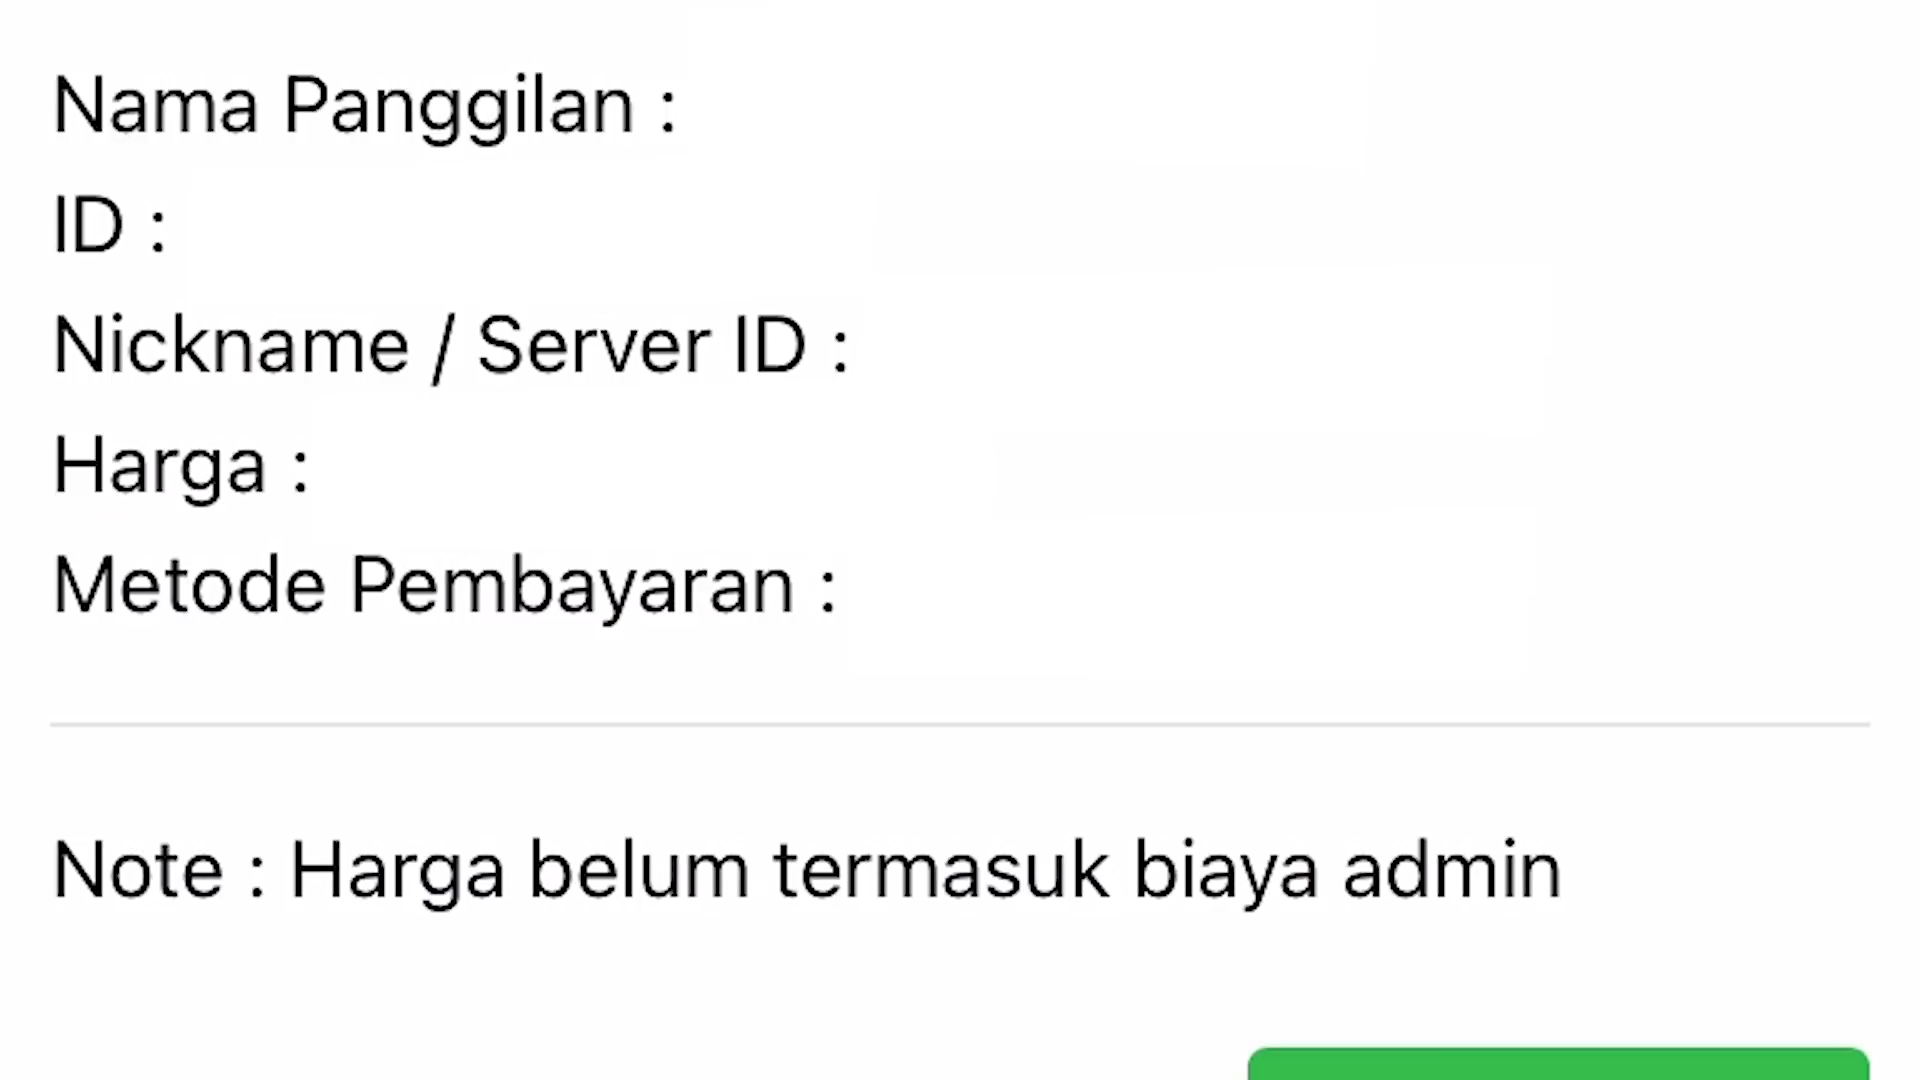 Nama Panggilan :
ID :
Nickname / Server ID :
Harga :
Metode Pembayaran :
Note : Harga belum termasuk biaya admin